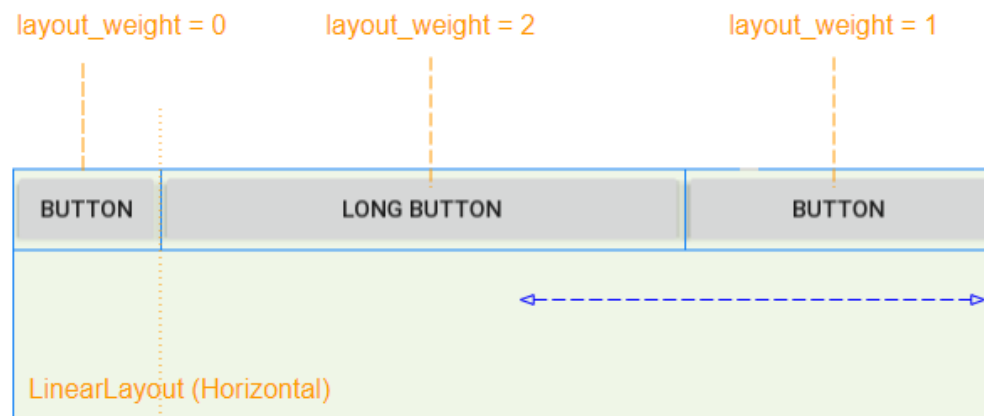 layout_weight = 0
layout_weight = 2
layout_weight = 1
BUTTON
LONG BUTTON
BUTTON
LinearLayout (Horizontal)